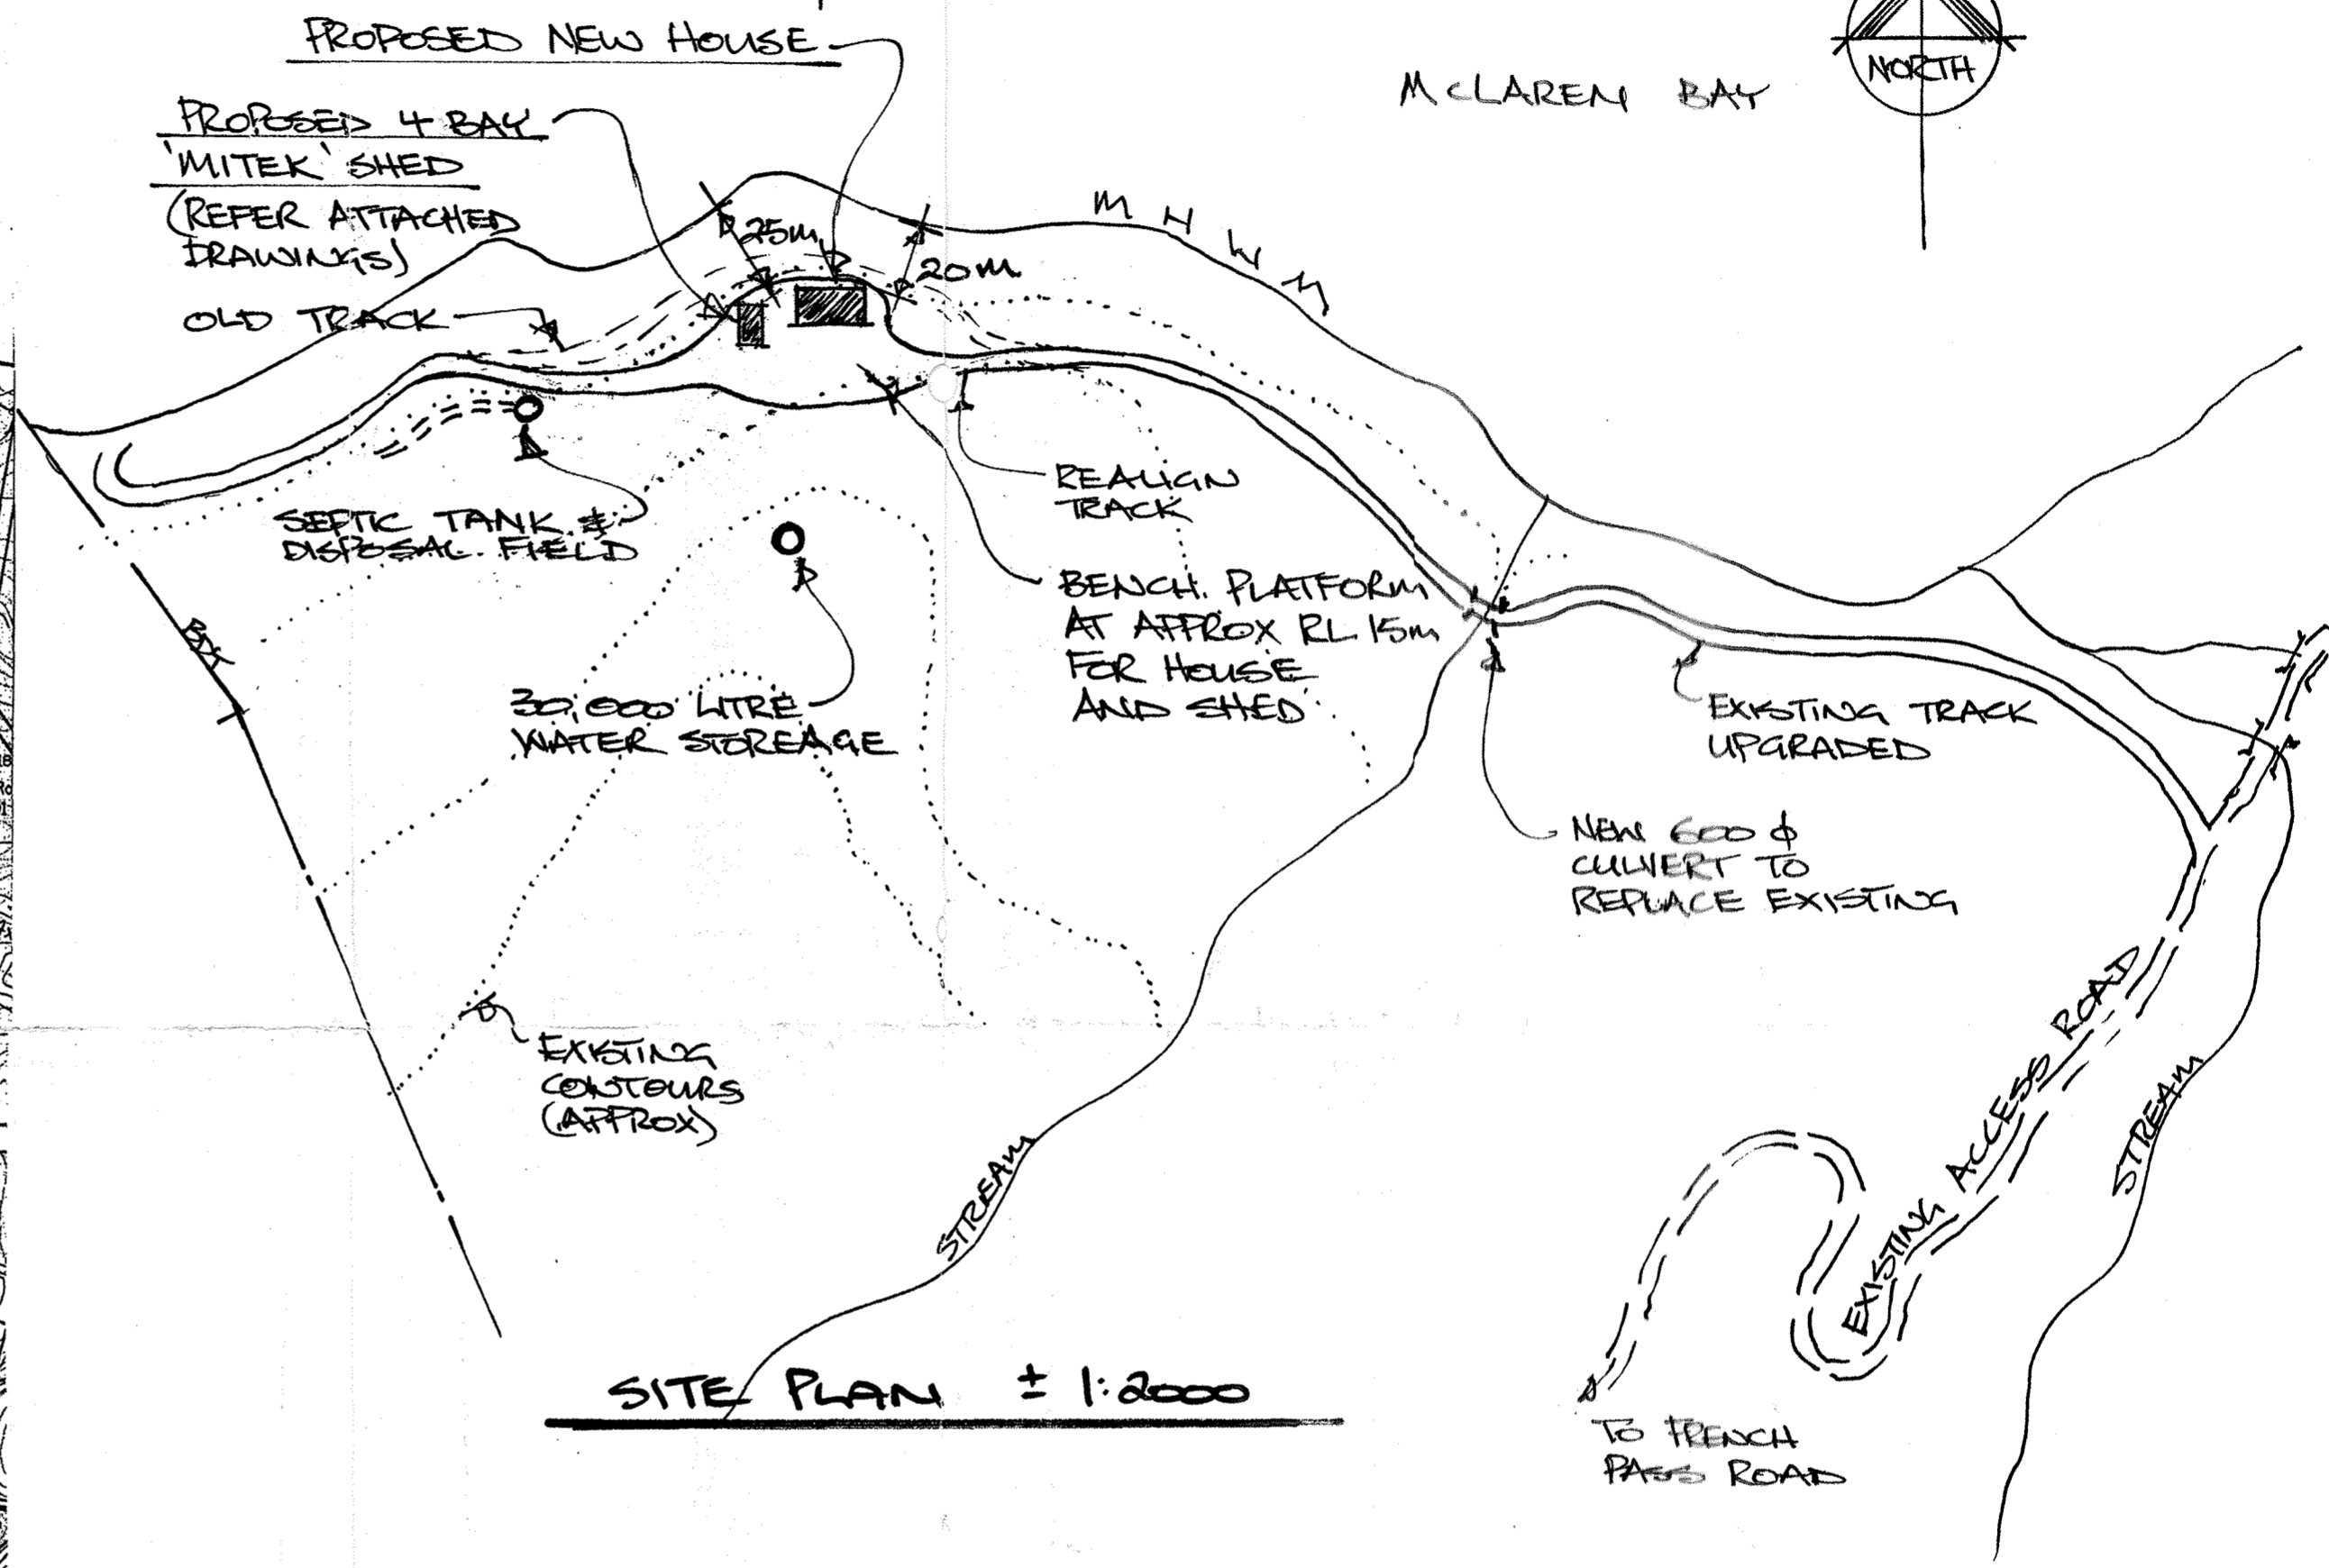 PROPOSED NEW HOUSE
McLAREN BAY
NORTH
PROPOSED 4 BAY
'MITEK' SHED
(REFER ATTACHED
DRAWINGS)
OLD TRACK
25m
20m
M H W M
REALIGN
TRACK
SEPTIC TANK &
DISPOSAL FIELD
BENCH PLATFORM
AT APPROX RL 15m
FOR HOUSE
AND SHED
30,000 LITRE
WATER STOREAGE
EXISTING TRACK
UPGRADED
NEW 600 φ
CULVERT TO
REPLACE EXISTING
EXISTING
CONTOURS
(APPROX)
STREAM
EXISTING ACCESS ROAD
STREAM
SITE PLAN ± 1:2000
TO FRENCH
PASS ROAD